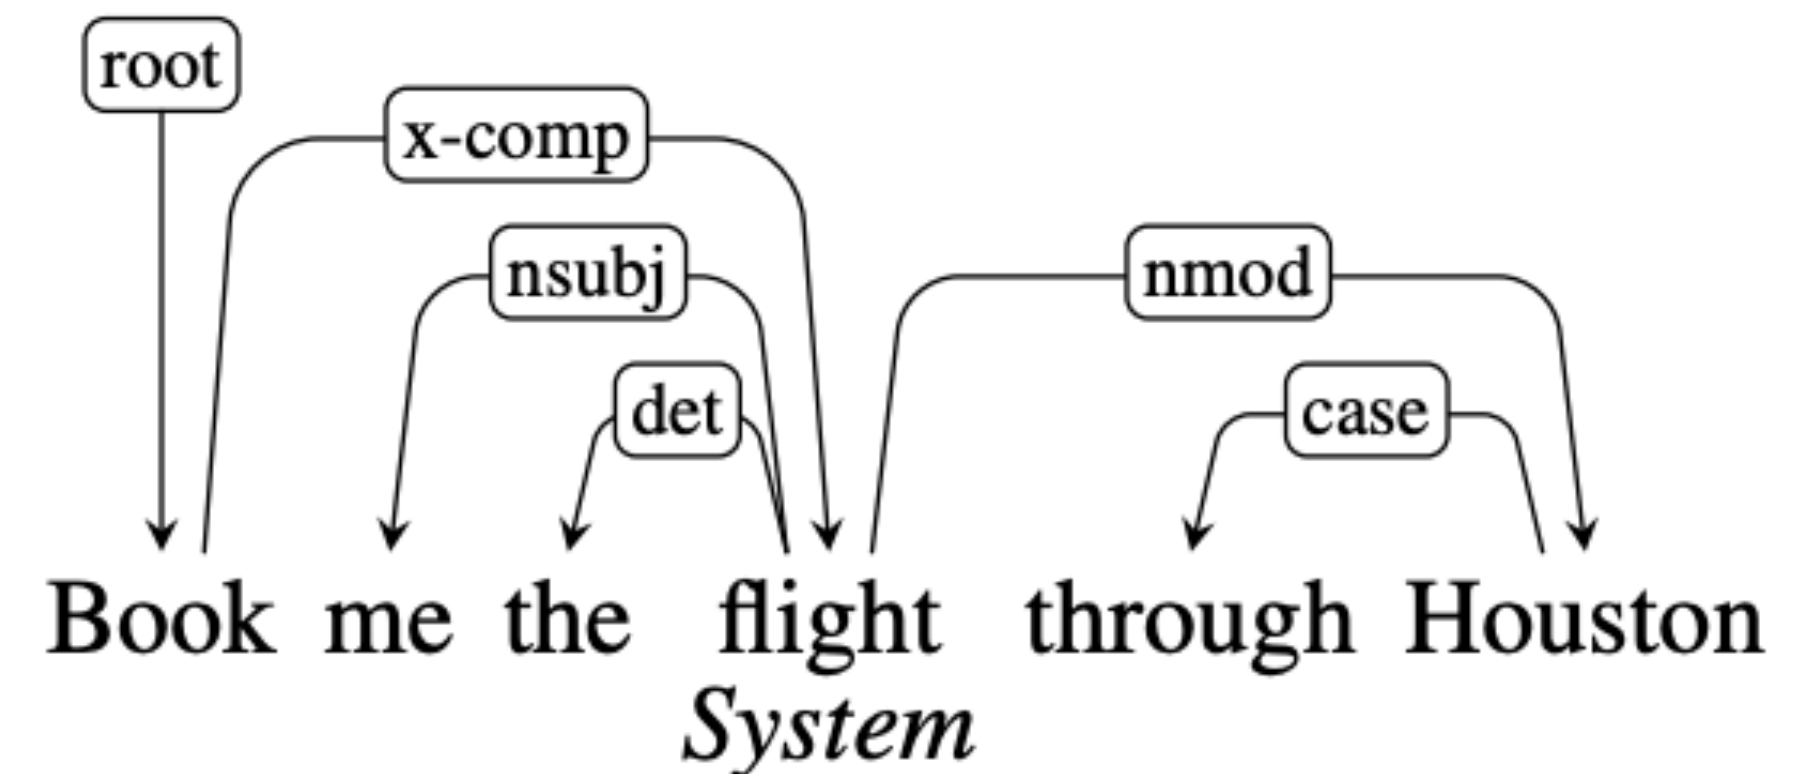 root
x-comp
nsubj
nmod
det
case
Book me the flight through Houston
System